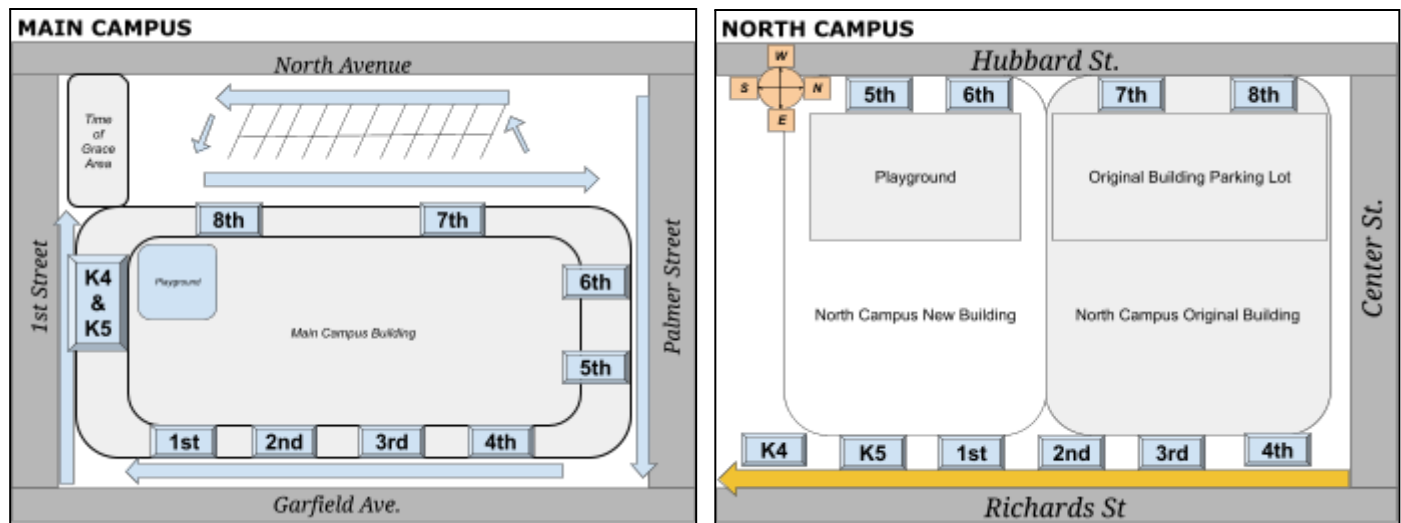 MAIN CAMPUS
North Avenue
Time
of
Grace
Area
8th
7th
1st Street
K4
&
K5
Playground
Main Campus Building
6th
5th
Palmer Street
1st
2nd
3rd
4th
Garfield Ave.
NORTH CAMPUS
Hubbard St.
W
S
N
E
5th
6th
7th
8th
Playground
Original Building Parking Lot
Center St.
North Campus New Building
North Campus Original Building
K4
K5
1st
2nd
3rd
4th
Richards St